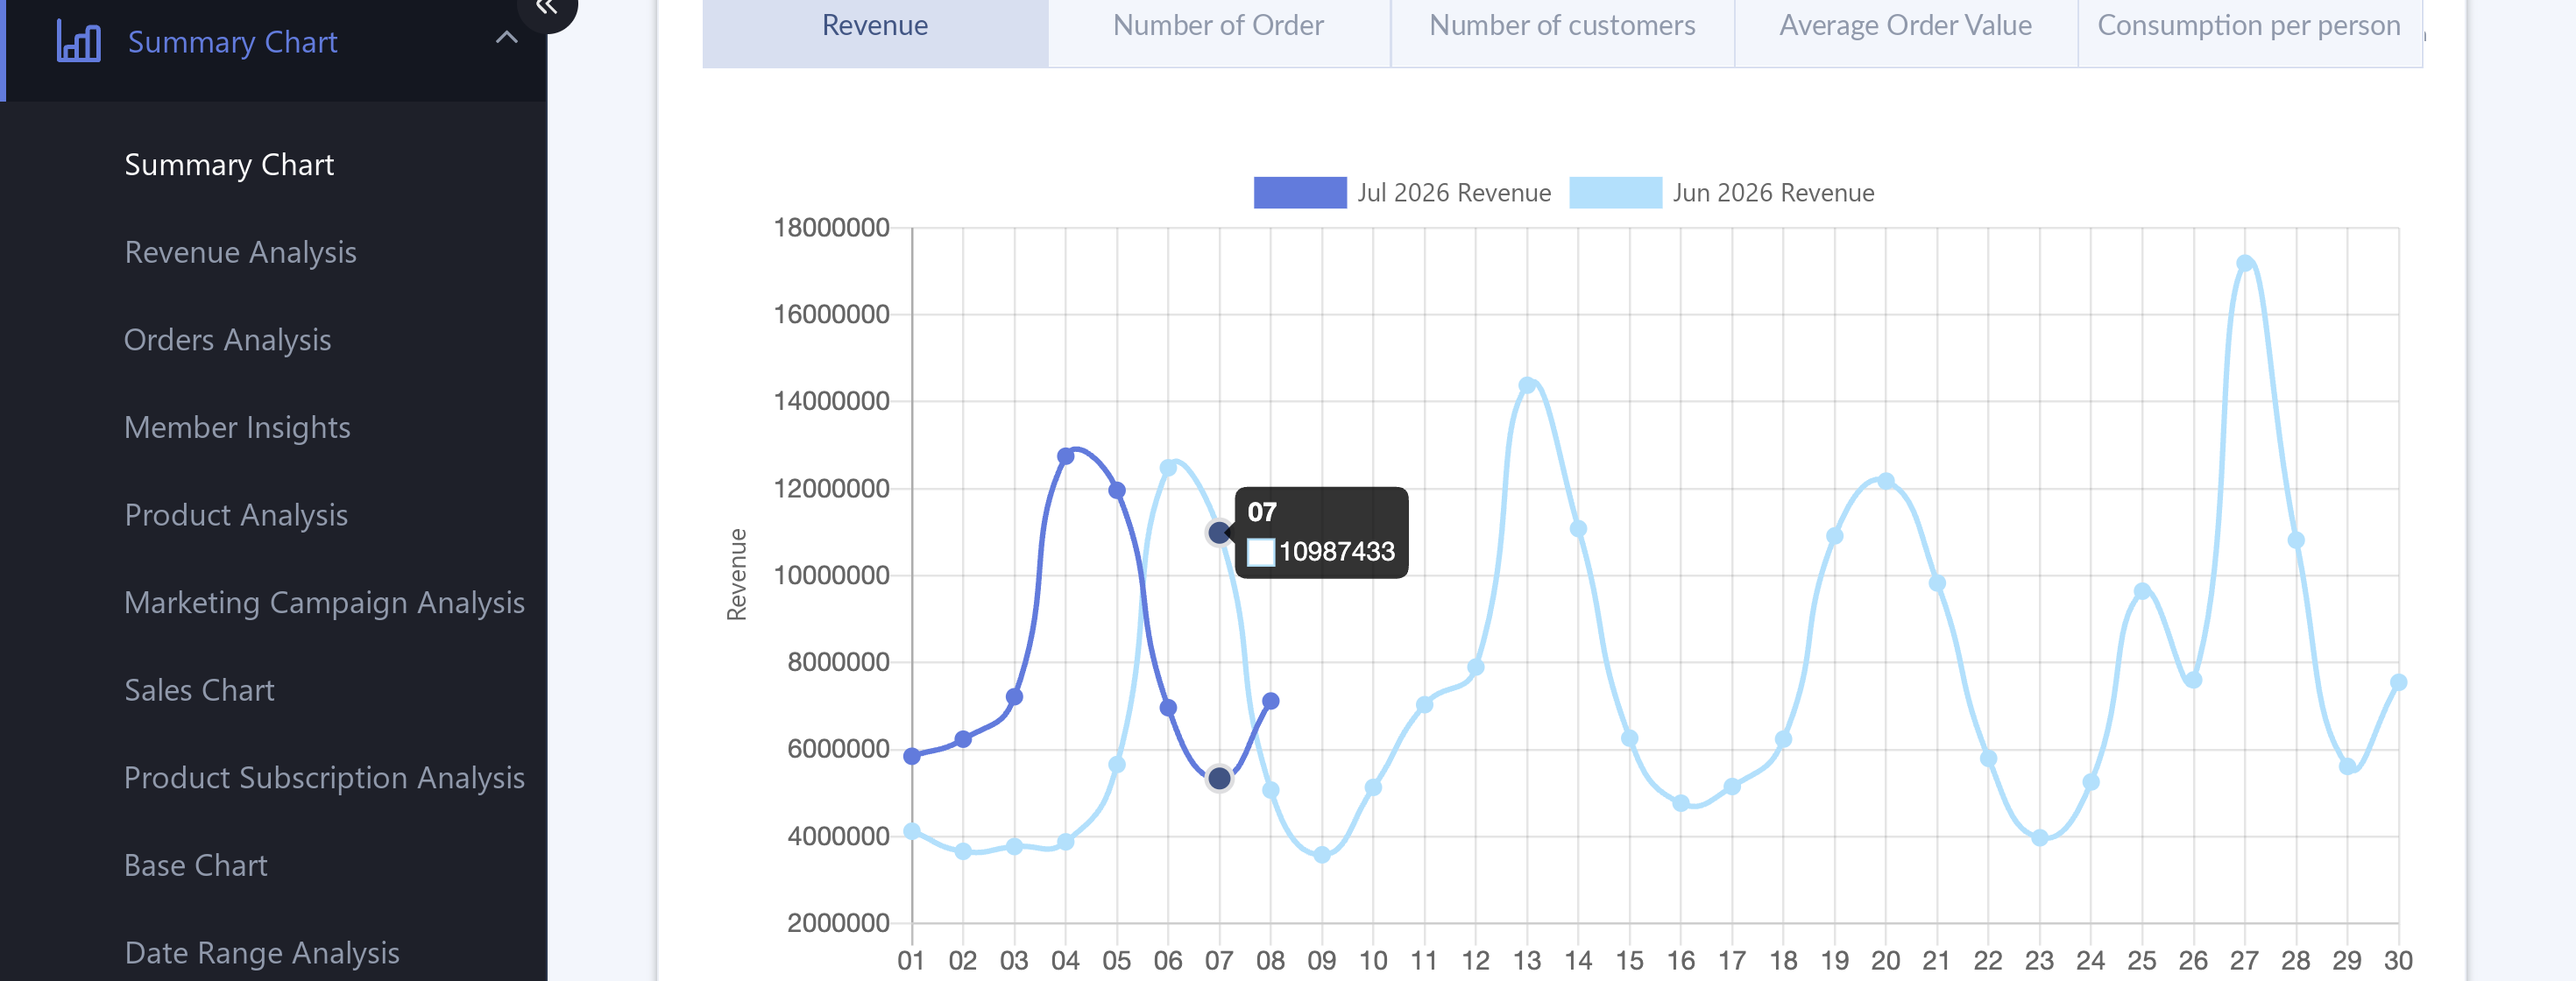 Summary Chart
Summary Chart
Revenue Analysis
Orders Analysis
Member Insights
Product Analysis
Marketing Campaign Analysis
Sales Chart
Product Subscription Analysis
Base Chart
Date Range Analysis
Revenue
Number of Order
Number of customers
Average Order Value
Consumption per person
Jul 2026 Revenue
Jun 2026 Revenue
Revenue
18000000
16000000
14000000
12000000
10000000
8000000
6000000
4000000
2000000
07
10987433
01 02 03 04 05 06 07 08 09 10 11 12 13 14 15 16 17 18 19 20 21 22 23 24 25 26 27 28 29 30